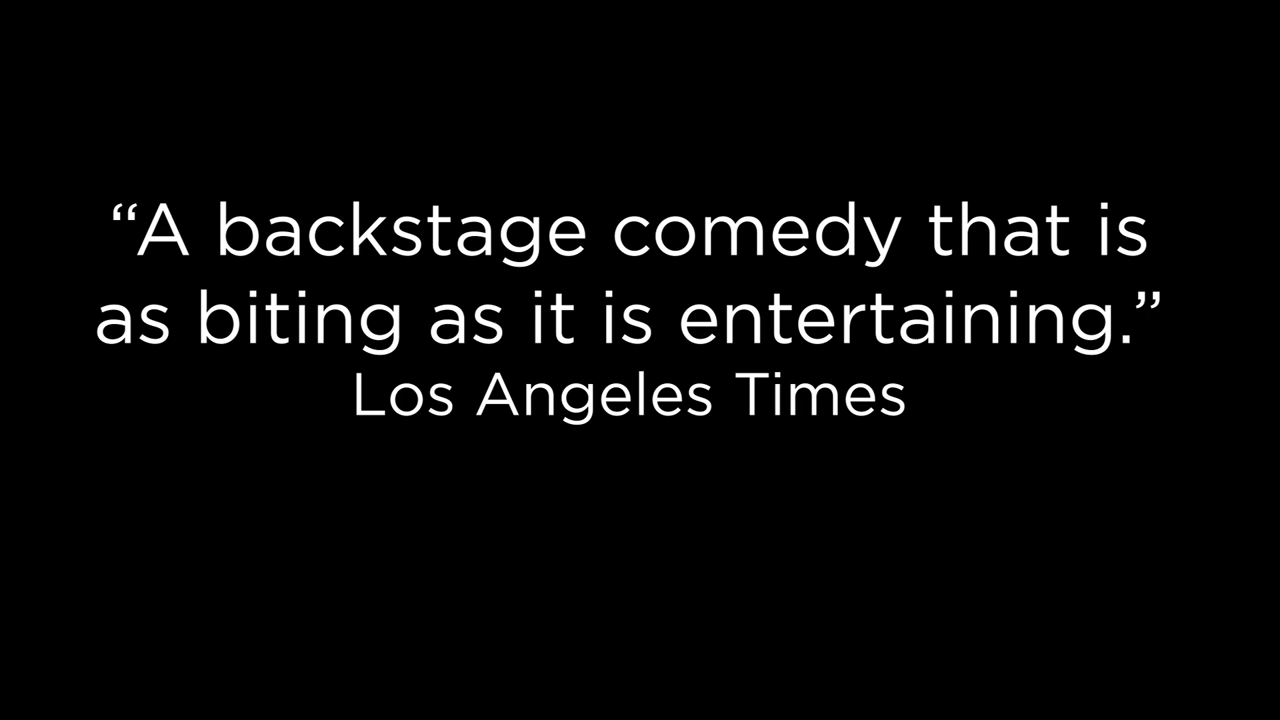 “A backstage comedy that is
as biting as it is entertaining.”
Los Angeles Times